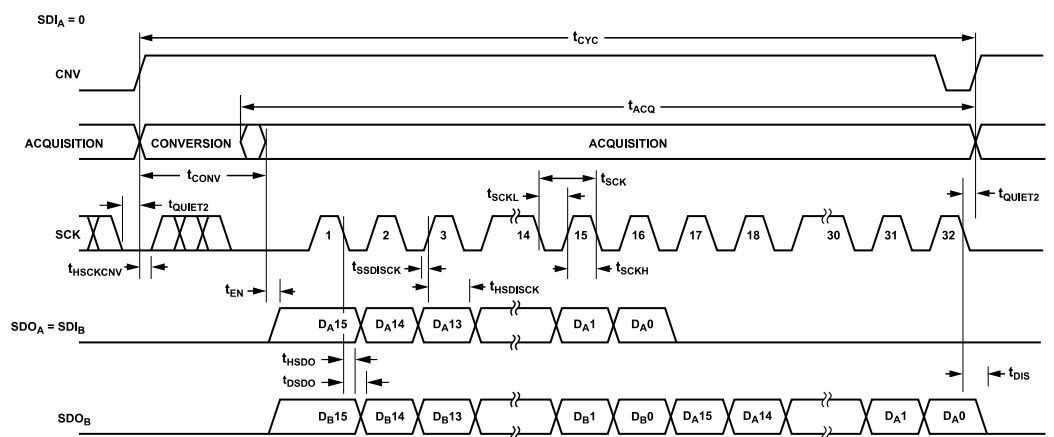 SDIA = 0
tCYC
CNV
tACQ
ACQUISITION CONVERSION ACQUISITION
tCONV
tSCK
tSCKL
tQUIET2 tQUIET2
SCK 1 2 3 14 15 16 17 18 30 31 32
tHSCKCNV
tSSDISCK tSCKH
tEN tHSDISCK
SDOA = SDIB DA15 DA14 DA13 DA1 DA0
tHSDO
tDSDO tDIS
SDOB DB15 DB14 DB13 DB1 DB0 DA15 DA14 DA1 DA0